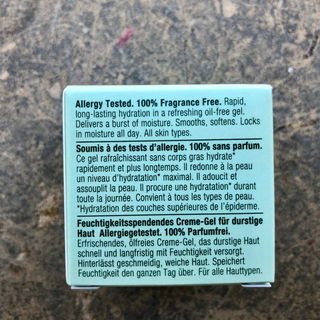 Allergy Tested. 100% Fragrance Free. Rapid,
long-lasting hydration in a refreshing oil-free gel.
Delivers a burst of moisture. Smooths, softens. Locks
in moisture all day. All skin types.
Soumis à des tests d'allergie. 100% sans parfum.
Ce gel rafraîchissant sans corps gras hydrate*
rapidement et plus longtemps. Il redonne à la peau
un niveau d'hydratation* maximal. Il adoucit et
assouplit la peau. Il procure une hydratation* durant
toute la journée. Convient à tous les types de peau.
*Hydratation des couches supérieures de l'épiderme.
Feuchtigkeitsspendendes Creme-Gel für durstige
Haut Allergiegetestet. 100% Parfumfrei.
Erfrischendes, ölfreies Creme-Gel, das durstige Haut
schnell und langfristig mit Feuchtigkeit versorgt.
Hinterlässt geschmeidig, weiche Haut. Speichert
Feuchtigkeit den ganzen Tag über. Für alle Hauttypen.